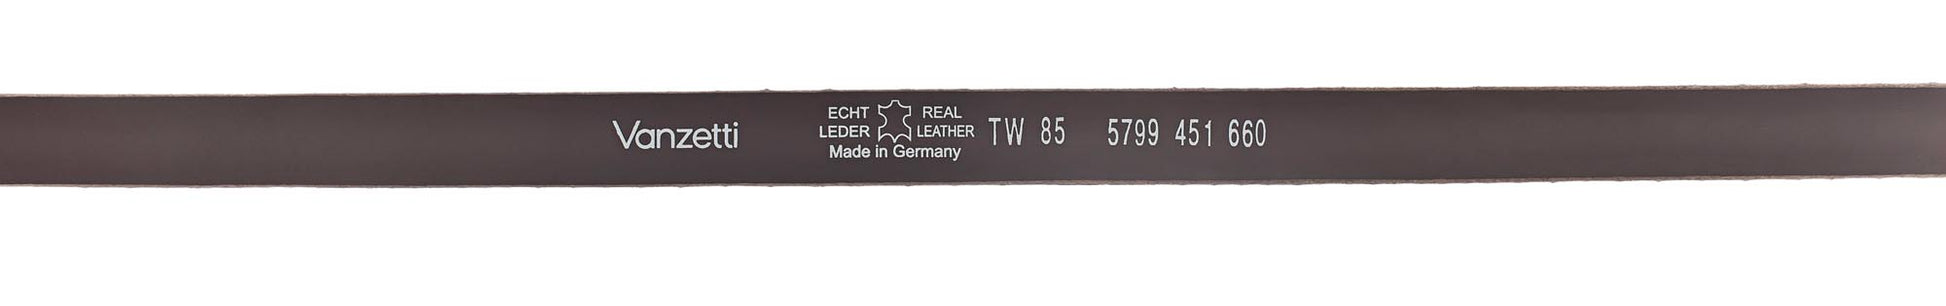 Vanzetti
ECHT REAL
LEDER LEATHER
Made in Germany
TW 85 5799 451 660